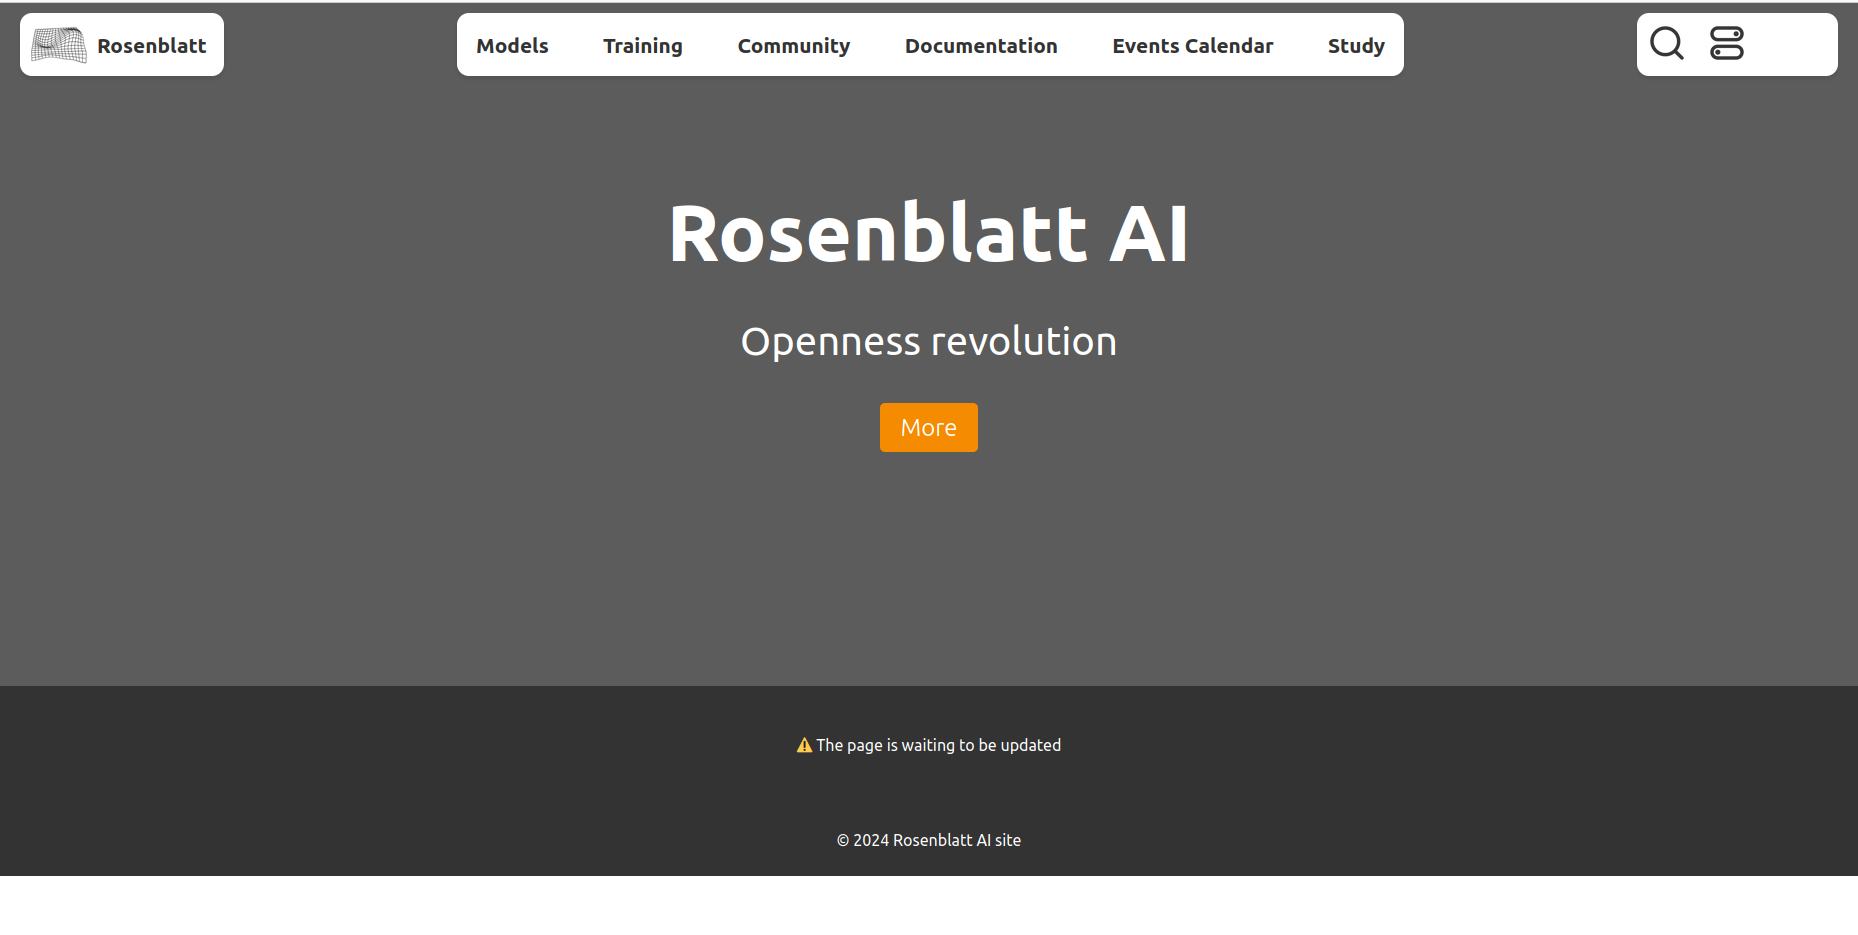 Rosenblatt
Models Training Community Documentation Events Calendar Study
Rosenblatt AI
Openness revolution
More
⚠ The page is waiting to be updated
© 2024 Rosenblatt AI site